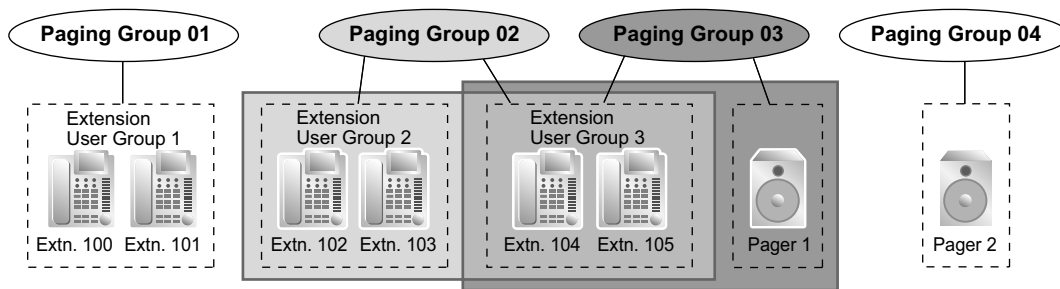 Paging Group 01
Paging Group 02
Paging Group 03
Paging Group 04
Extension
User Group 1
Extn. 100
Extn. 101
Extension
User Group 2
Extn. 102
Extn. 103
Extension
User Group 3
Extn. 104
Extn. 105
Pager 1
Pager 2